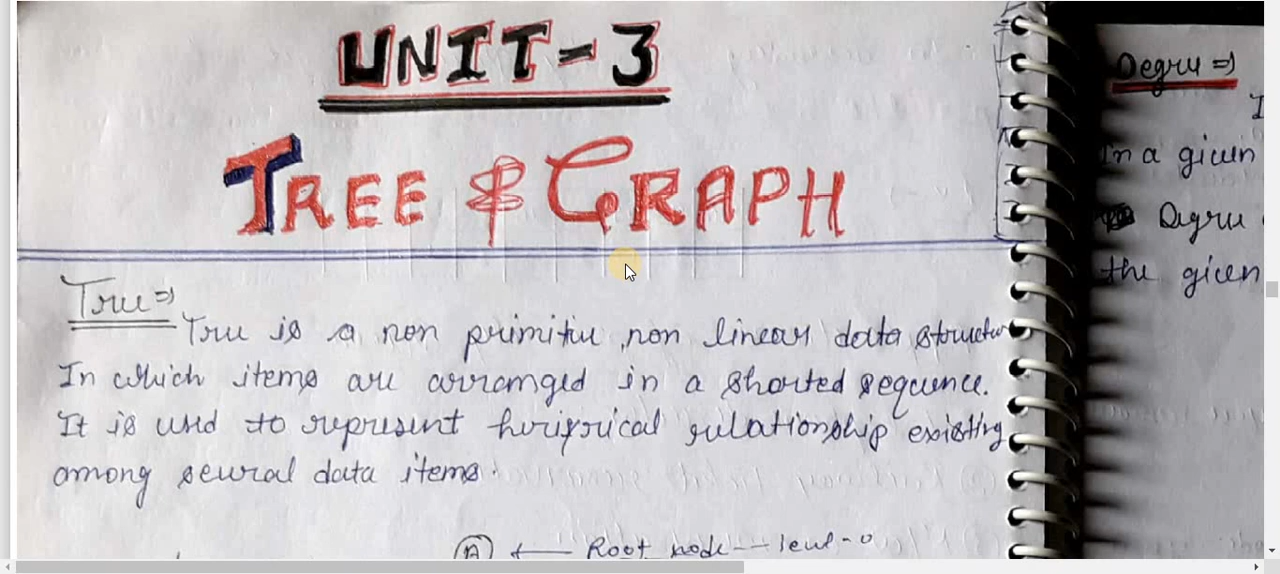 UNIT-3
TREE & GRAPH
Tree ⇒
Tree is a non primitive, non linear data structure
In which items are arranged in a shorted sequence.
It is used to represent herifrical relationship existing
among several data items.
(A) ← Root node -- level - 0
Degree ⇒
In a given
Degree
the given